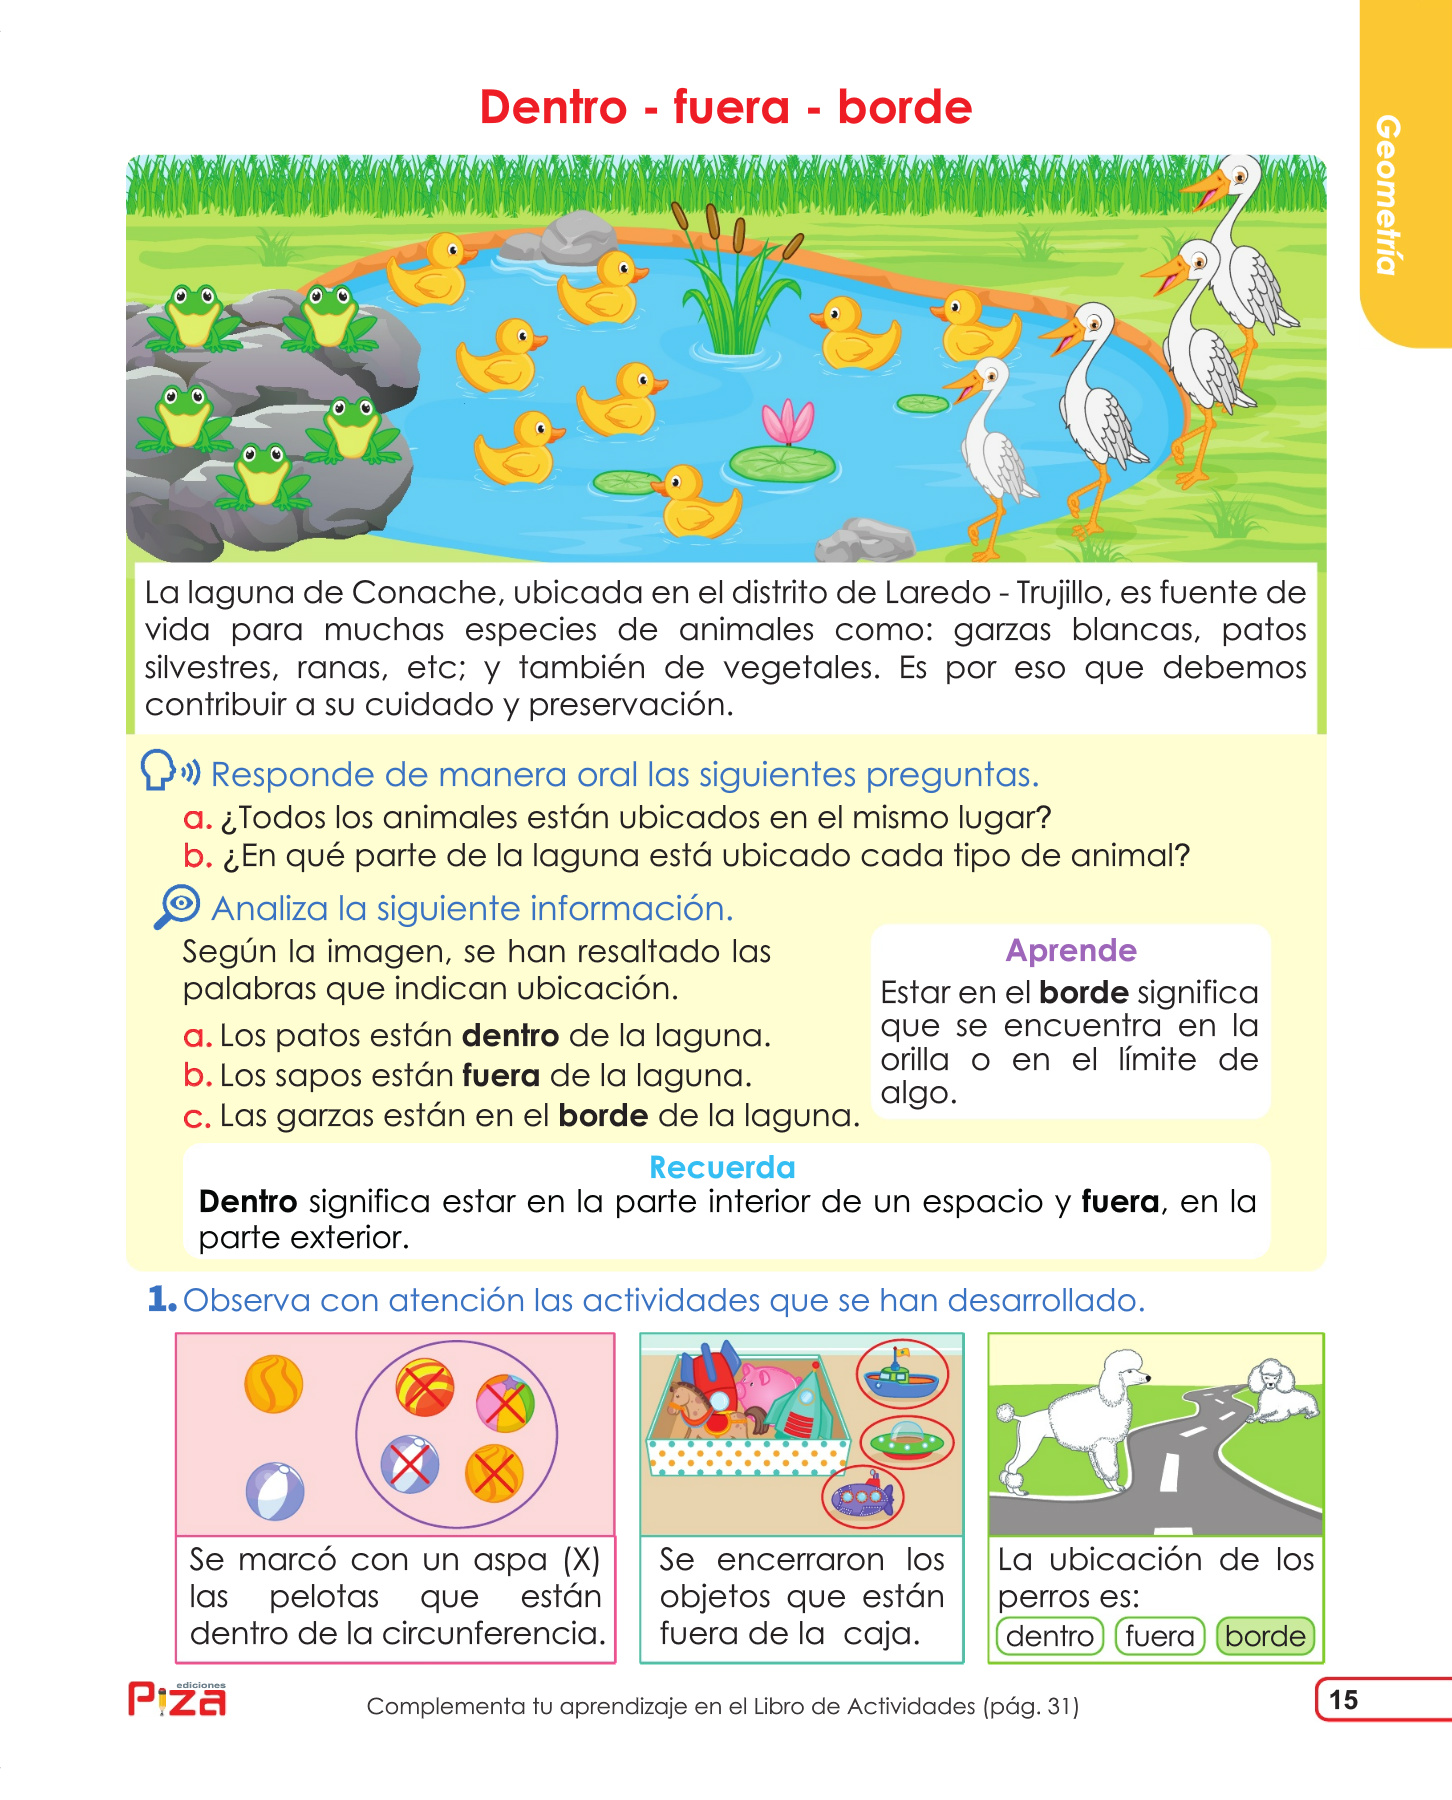 Dentro - fuera - borde
Geometría
La laguna de Conache, ubicada en el distrito de Laredo - Trujillo, es fuente de
vida para muchas especies de animales como: garzas blancas, patos
silvestres, ranas, etc; y también de vegetales. Es por eso que debemos
contribuir a su cuidado y preservación.
Responde de manera oral las siguientes preguntas.
a. ¿Todos los animales están ubicados en el mismo lugar?
b. ¿En qué parte de la laguna está ubicado cada tipo de animal?
Analiza la siguiente información.
Según la imagen, se han resaltado las
palabras que indican ubicación.
a. Los patos están dentro de la laguna.
b. Los sapos están fuera de la laguna.
c. Las garzas están en el borde de la laguna.
Aprende
Estar en el borde significa
que se encuentra en la
orilla o en el límite de
algo.
Recuerda
Dentro significa estar en la parte interior de un espacio y fuera, en la
parte exterior.
1. Observa con atención las actividades que se han desarrollado.
Se marcó con un aspa (X)
las pelotas que están
dentro de la circunferencia.
Se encerraron los
objetos que están
fuera de la caja.
La ubicación de los
perros es:
dentro fuera borde
ediciones
Piza
Complementa tu aprendizaje en el Libro de Actividades (pág. 31)
15